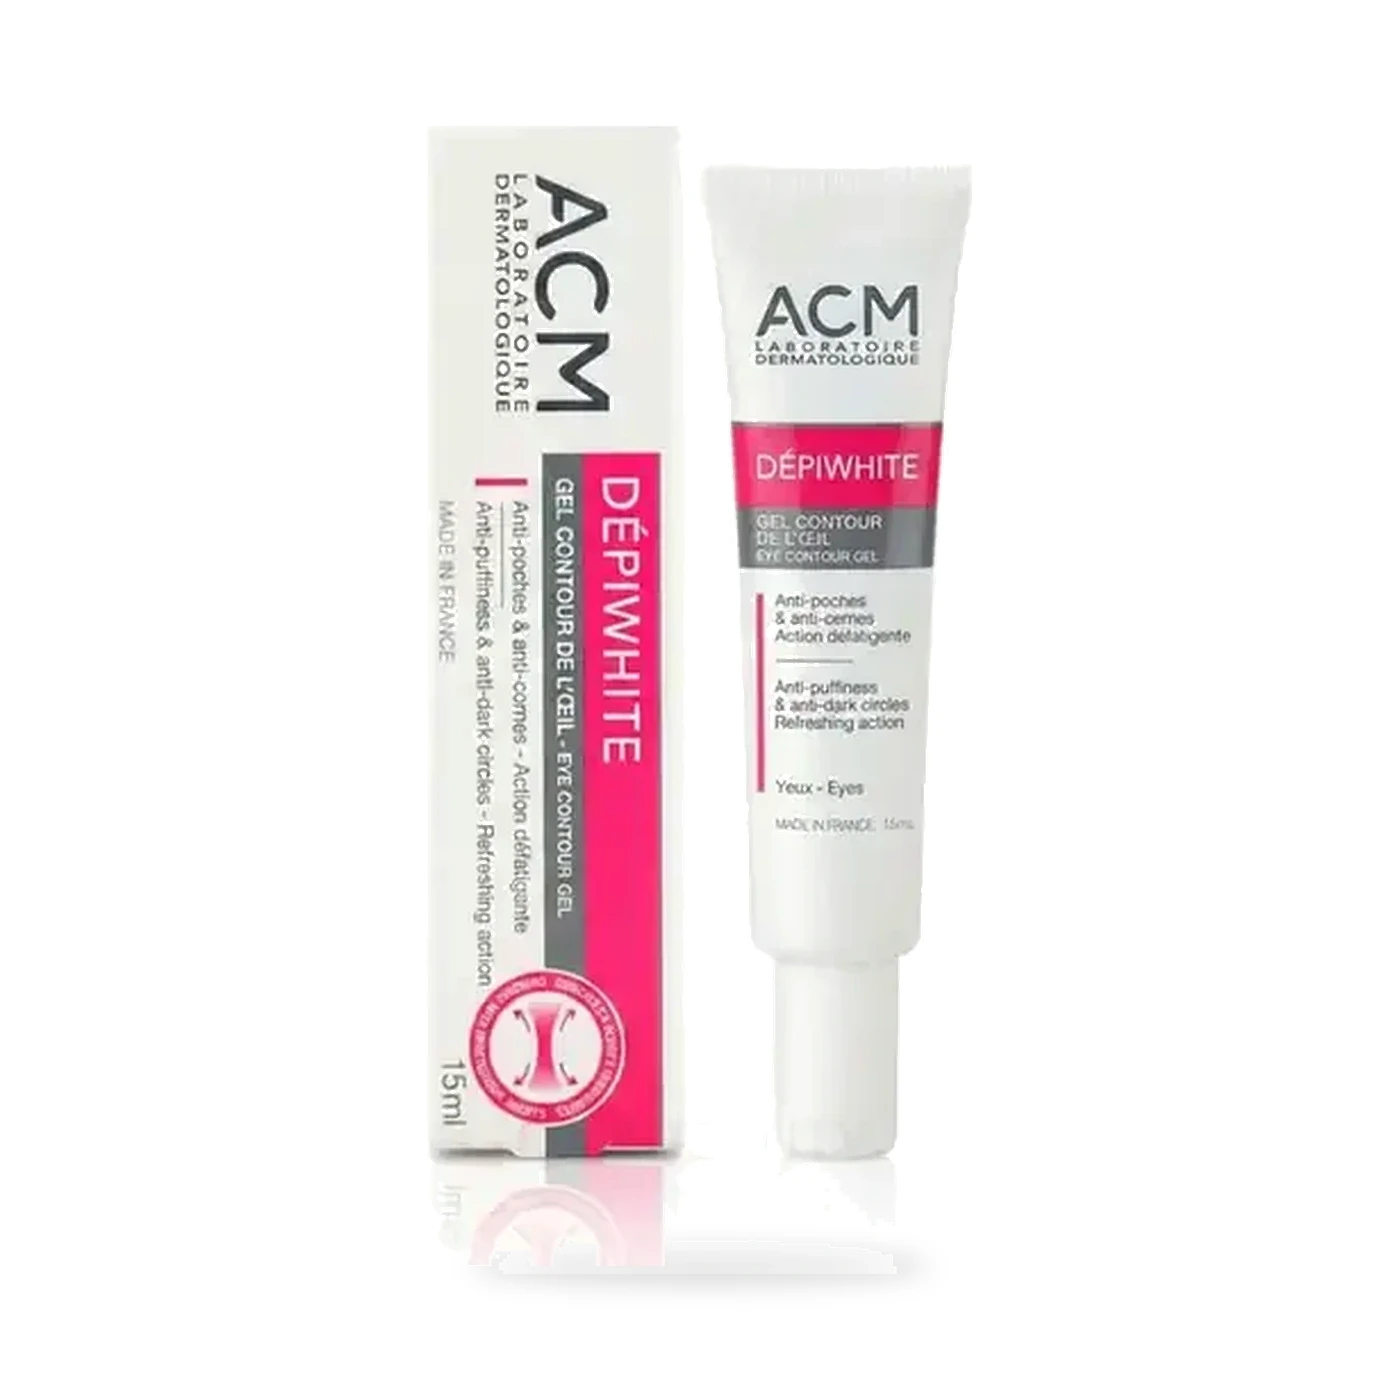 ACM
LABORATOIRE
DERMATOLOGIQUE
DÉPIWHITE
GEL CONTOUR DE L'ŒIL - EYE CONTOUR GEL
Anti-poches & anti-cernes - Action défatigante
Anti-puffiness & anti-dark circles - Refreshing action
MADE IN FRANCE
15ml
ACM
LABORATOIRE
DERMATOLOGIQUE
DÉPIWHITE
GEL CONTOUR
DE L'ŒIL
EYE CONTOUR GEL
Anti-poches
& anti-cernes
Action défatigante
Anti-puffiness
& anti-dark circles
Refreshing action
Yeux - Eyes
MADE IN FRANCE